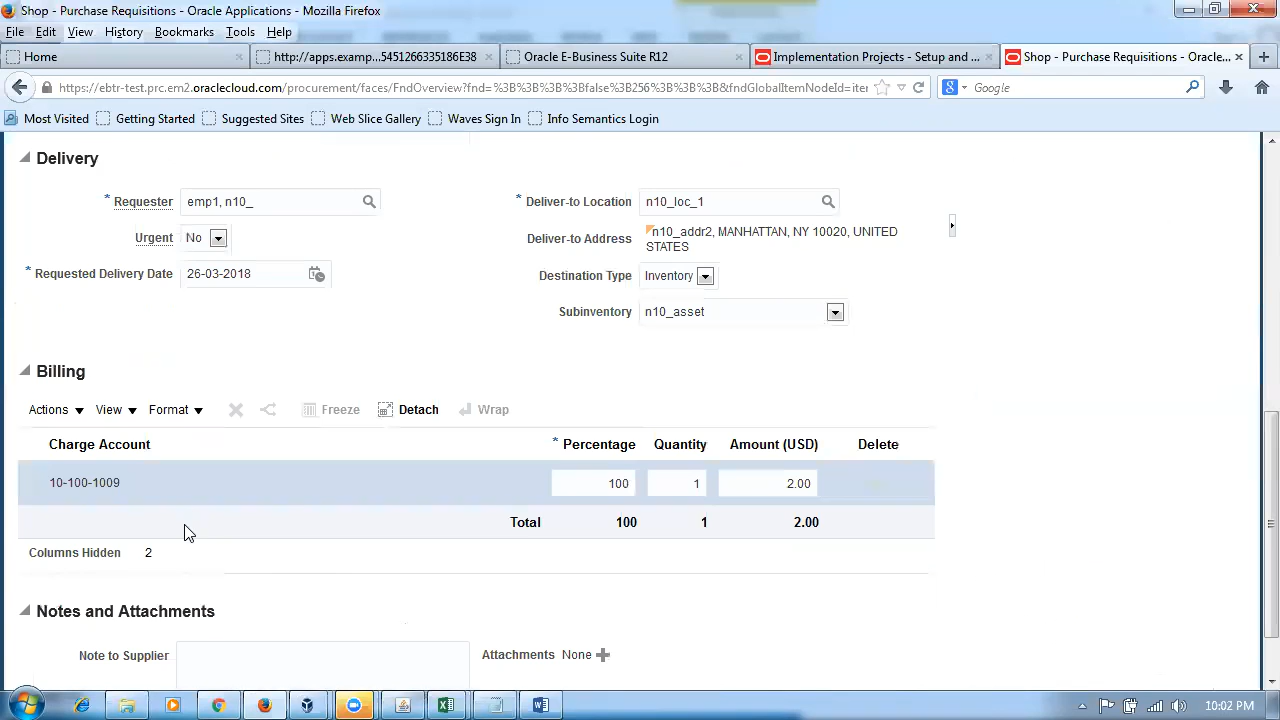 Shop - Purchase Requisitions - Oracle Applications - Mozilla Firefox
File Edit View History Bookmarks Tools Help
Home http://apps.examp...5451266335186E38 Oracle E-Business Suite R12 Implementation Projects - Setup and ... Shop - Purchase Requisitions - Oracle...
https://ebtr-test.prc.em2.oraclecloud.com/procurement/faces/FndOverview?fnd=%3B%3B%3B%3Bfalse%3B256%3B%3B%3B&fndGlobalItemNodeId=iter Google
Most Visited Getting Started Suggested Sites Web Slice Gallery Waves Sign In Info Semantics Londong
Delivery
* Requester emp1, n10_ * Deliver-to Location n10_loc_1
Urgent No Deliver-to Address n10_addr2, MANHATTAN, NY 10020, UNITED
STATES
* Requested Delivery Date 26-03-2018 Destination Type Inventory
Subinventory n10_asset
Billing
Actions View Format Freeze Detach Wrap
Charge Account * Percentage Quantity Amount (USD) Delete
10-100-1009 100 1 2.00
Total 100 1 2.00
Columns Hidden 2
Notes and Attachments
Note to Supplier Attachments None
10:02 PM